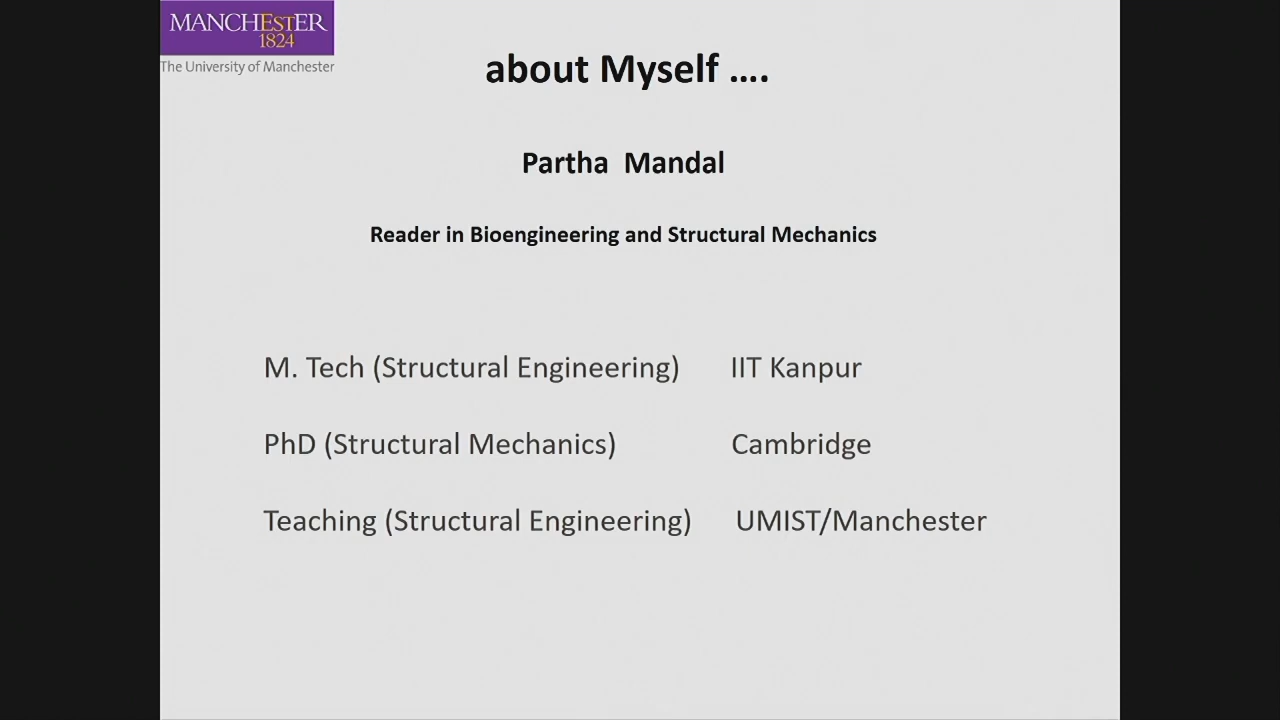 MANCHESTER
1824
The University of Manchester
about Myself ....
Partha Mandal
Reader in Bioengineering and Structural Mechanics
M. Tech (Structural Engineering) IIT Kanpur
PhD (Structural Mechanics) Cambridge
Teaching (Structural Engineering) UMIST/Manchester